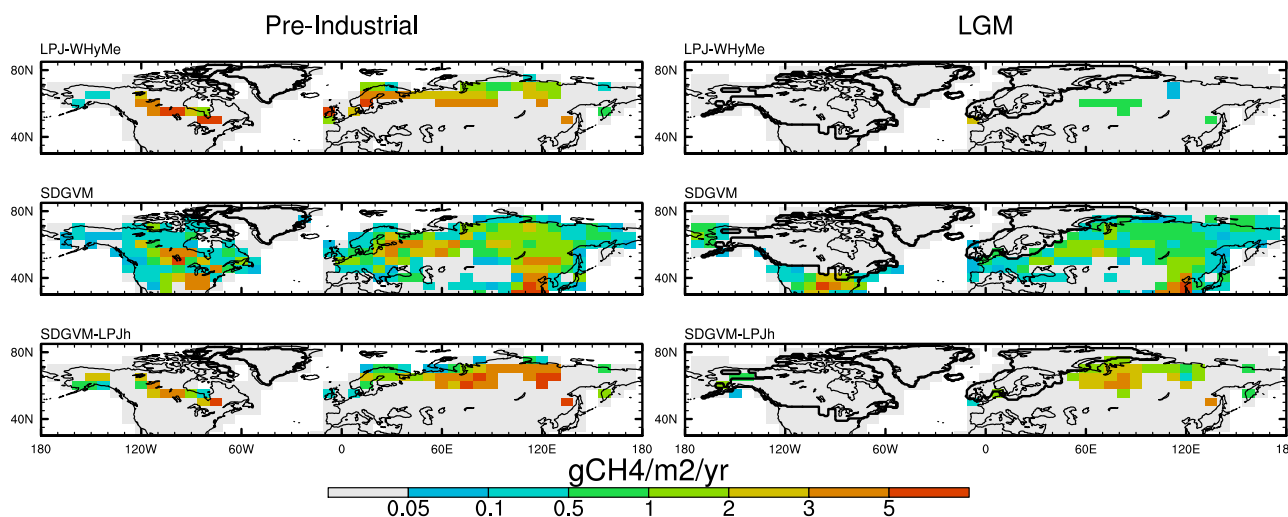 Pre-Industrial LGM
LPJ-WHyMe LPJ-WHyMe
80N 80N
40N 40N
SDGVM SDGVM
80N 80N
40N 40N
SDGVM-LPJh SDGVM-LPJh
80N 80N
40N 40N
180 120W 60W 0 60E 120E 180 180 120W 60W 0 60E 120E 180
gCH4/m2/yr
0.05 0.1 0.5 1 2 3 5